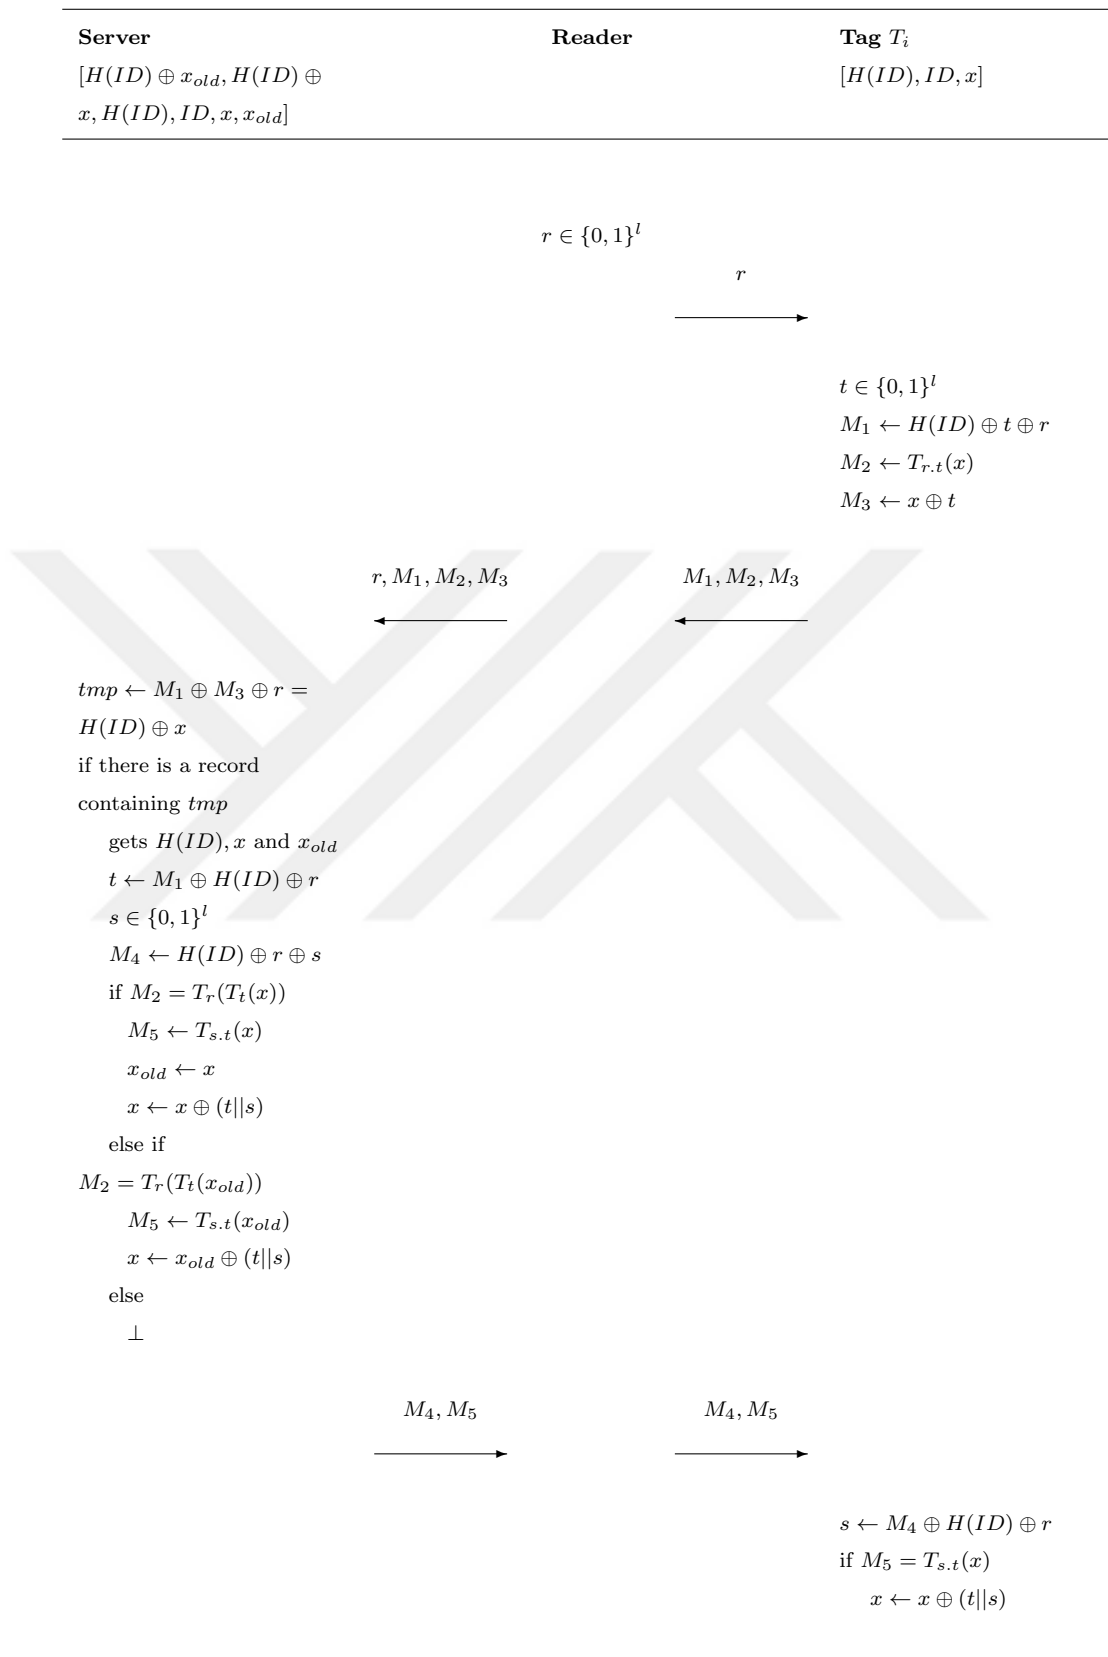 Server Reader Tag $T_i$
$[H(ID) \oplus x_{old}, H(ID) \oplus$ $[H(ID), ID, x]$
$x, H(ID), ID, x, x_{old}]$
$r \in \{0,1\}^l$
$r$
$t \in \{0,1\}^l$
$M_1 \leftarrow H(ID) \oplus t \oplus r$
$M_2 \leftarrow T_{r.t}(x)$
$M_3 \leftarrow x \oplus t$
$r, M_1, M_2, M_3$ $M_1, M_2, M_3$
$tmp \leftarrow M_1 \oplus M_3 \oplus r =$
$H(ID) \oplus x$
if there is a record
containing $tmp$
gets $H(ID), x$ and $x_{old}$
$t \leftarrow M_1 \oplus H(ID) \oplus r$
$s \in \{0,1\}^l$
$M_4 \leftarrow H(ID) \oplus r \oplus s$
if $M_2 = T_r(T_t(x))$
$M_5 \leftarrow T_{s.t}(x)$
$x_{old} \leftarrow x$
$x \leftarrow x \oplus (t||s)$
else if
$M_2 = T_r(T_t(x_{old}))$
$M_5 \leftarrow T_{s.t}(x_{old})$
$x \leftarrow x_{old} \oplus (t||s)$
else
$\perp$
$M_4, M_5$ $M_4, M_5$
$s \leftarrow M_4 \oplus H(ID) \oplus r$
if $M_5 = T_{s.t}(x)$
$x \leftarrow x \oplus (t||s)$